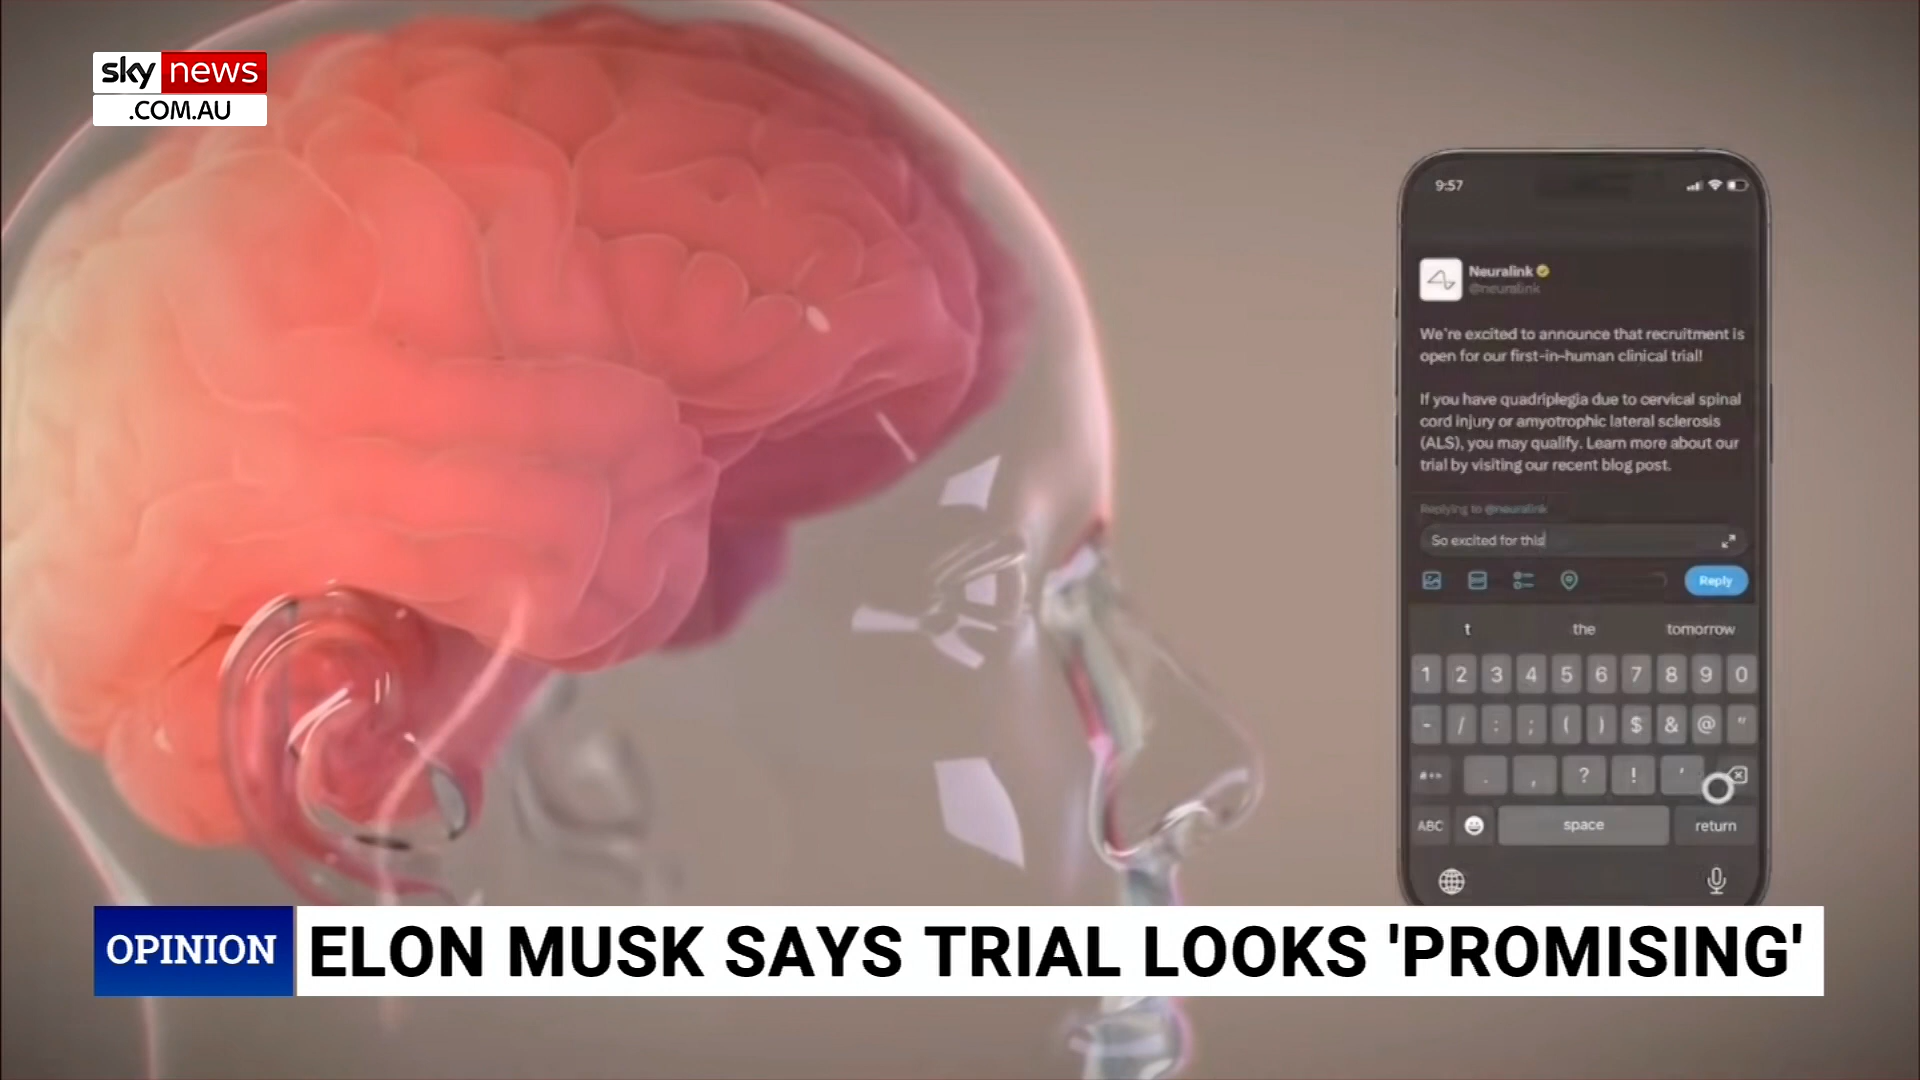 sky news
.COM.AU
9:57
Neuralink
@neuralink
We're excited to announce that recruitment is
open for our first-in-human clinical trial!
If you have quadriplegia due to cervical spinal
cord injury or amyotrophic lateral sclerosis
(ALS), you may qualify. Learn more about our
trial by visiting our recent blog post.
Replying to @neuralink
So excited for this
Reply
t the tomorrow
1 2 3 4 5 6 7 8 9 0
- / : ; ( ) $ & @ "
#+= . , ? ! '
ABC space return
OPINION ELON MUSK SAYS TRIAL LOOKS 'PROMISING'